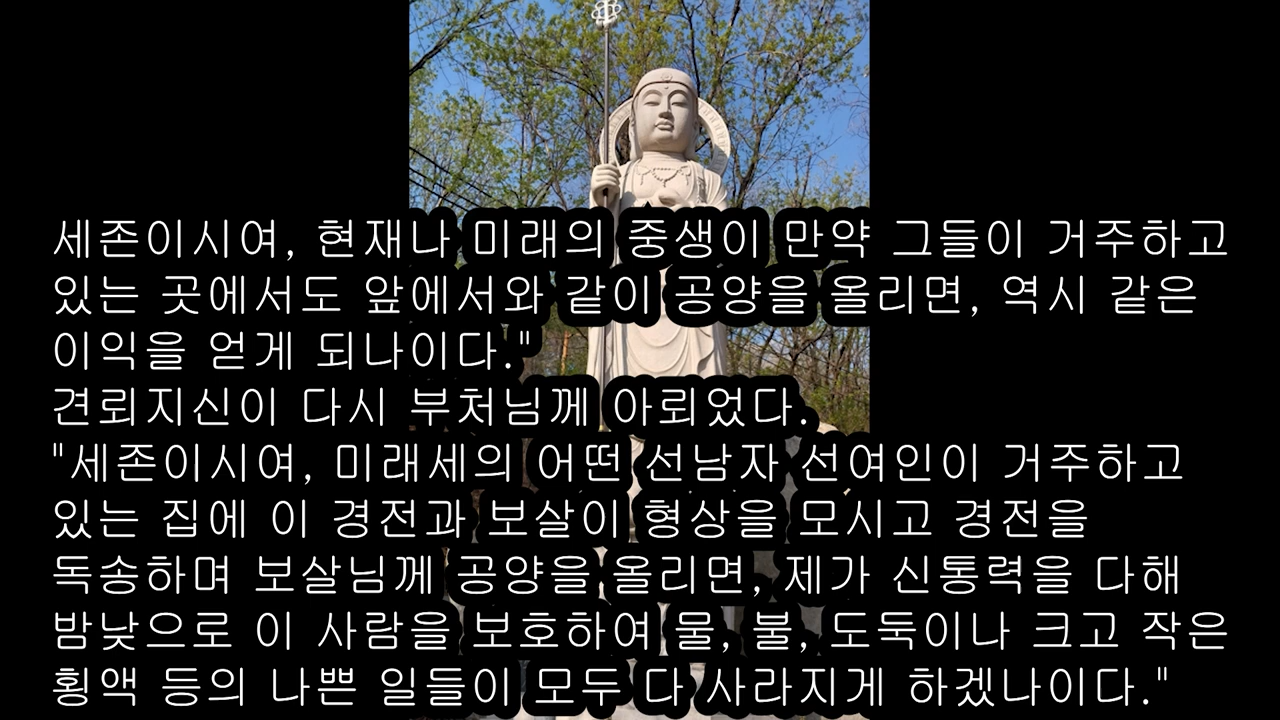 세존이시여, 현재나 미래의 중생이 만약 그들이 거주하고
있는 곳에서도 앞에서와 같이 공양을 올리면, 역시 같은
이익을 얻게 되나이다."
견뢰지신이 다시 부처님께 아뢰었다.
"세존이시여, 미래세의 어떤 선남자 선여인이 거주하고
있는 집에 이 경전과 보살이 형상을 모시고 경전을
독송하며 보살님께 공양을 올리면, 제가 신통력을 다해
밤낮으로 이 사람을 보호하여 물, 불, 도둑이나 크고 작은
횡액 등의 나쁜 일들이 모두 다 사라지게 하겠나이다."